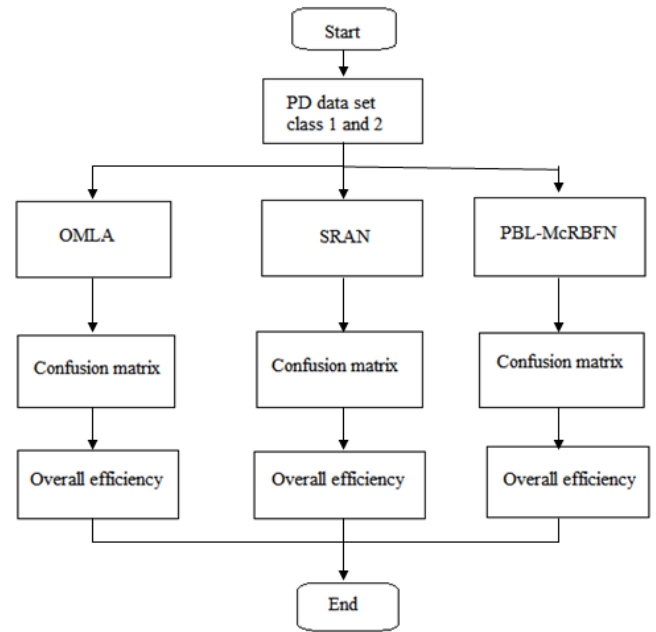 Start
PD data set
class 1 and 2
OMLA
SRAN
PBL-McRBFN
Confusion matrix
Confusion matrix
Confusion matrix
Overall efficiency
Overall efficiency
Overall efficiency
End